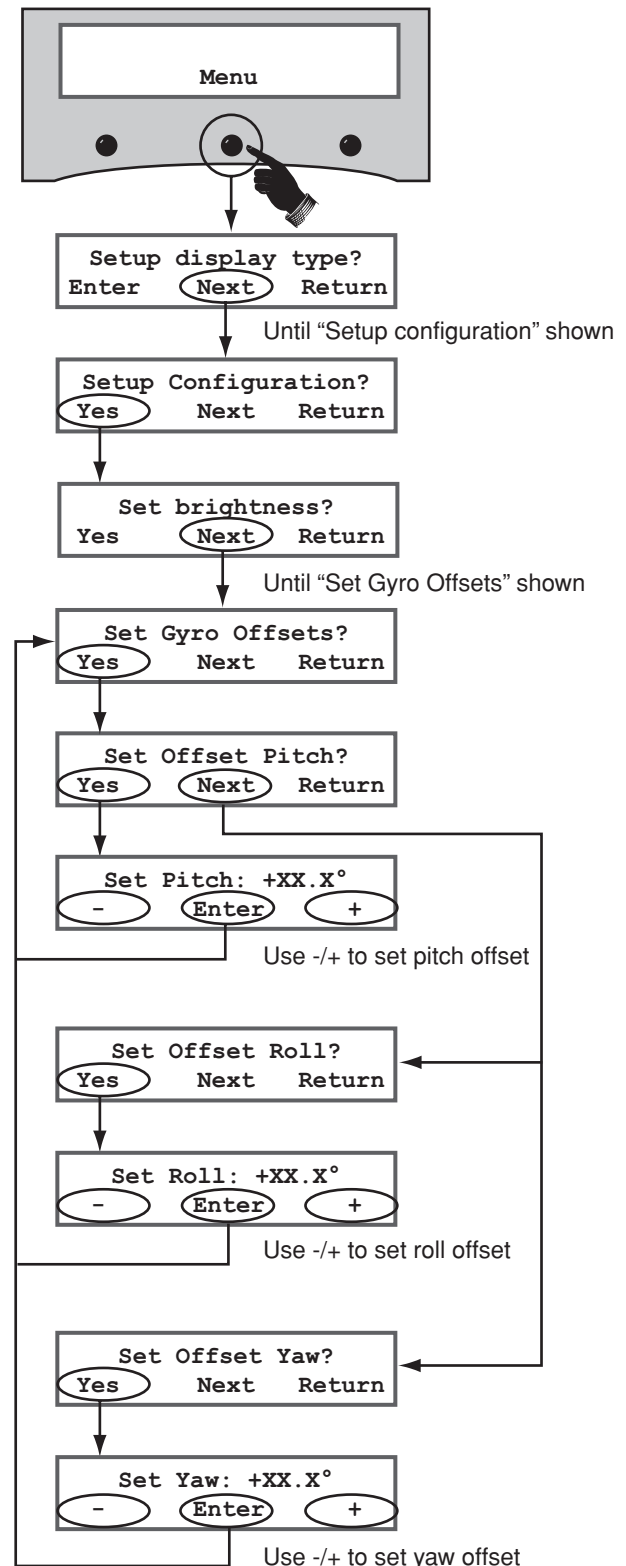 Menu
Setup display type?
Enter Next Return
Until “Setup configuration” shown
Setup Configuration?
Yes Next Return
Set brightness?
Yes Next Return
Until “Set Gyro Offsets” shown
Set Gyro Offsets?
Yes Next Return
Set Offset Pitch?
Yes Next Return
Set Pitch: +XX.X°
- Enter +
Use -/+ to set pitch offset
Set Offset Roll?
Yes Next Return
Set Roll: +XX.X°
- Enter +
Use -/+ to set roll offset
Set Offset Yaw?
Yes Next Return
Set Yaw: +XX.X°
- Enter +
Use -/+ to set yaw offset